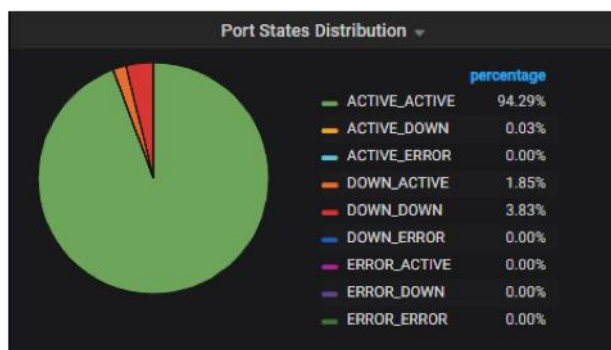 Port States Distribution
percentage
ACTIVE_ACTIVE 94.29%
ACTIVE_DOWN 0.03%
ACTIVE_ERROR 0.00%
DOWN_ACTIVE 1.85%
DOWN_DOWN 3.83%
DOWN_ERROR 0.00%
ERROR_ACTIVE 0.00%
ERROR_DOWN 0.00%
ERROR_ERROR 0.00%